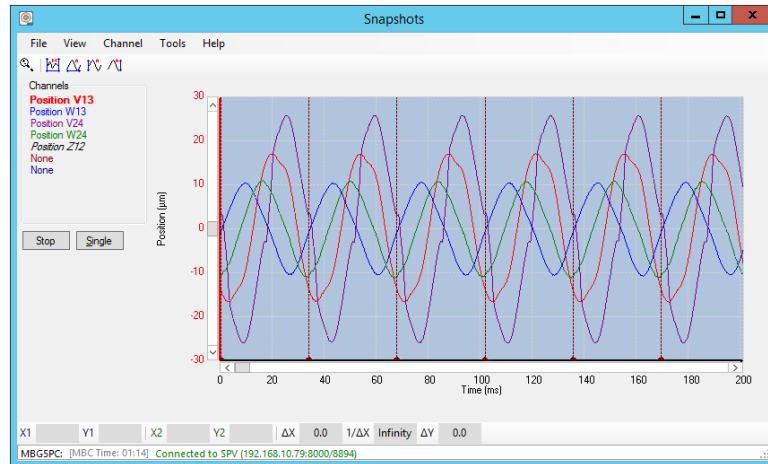 Snapshots
File View Channel Tools Help
Channels
Position V13
Position W13
Position V24
Position W24
Position Z12
None
None
Stop Single
Position (µm)
30
20
10
0
-10
-20
-30
0 20 40 60 80 100 120 140 160 180 200
Time (ms)
X1 Y1 X2 Y2 ΔX 0.0 1/ΔX Infinity ΔY 0.0
MBG5PC: [MBC Time: 01:14] Connected to SPV (192.168.10.79:8000/8894)